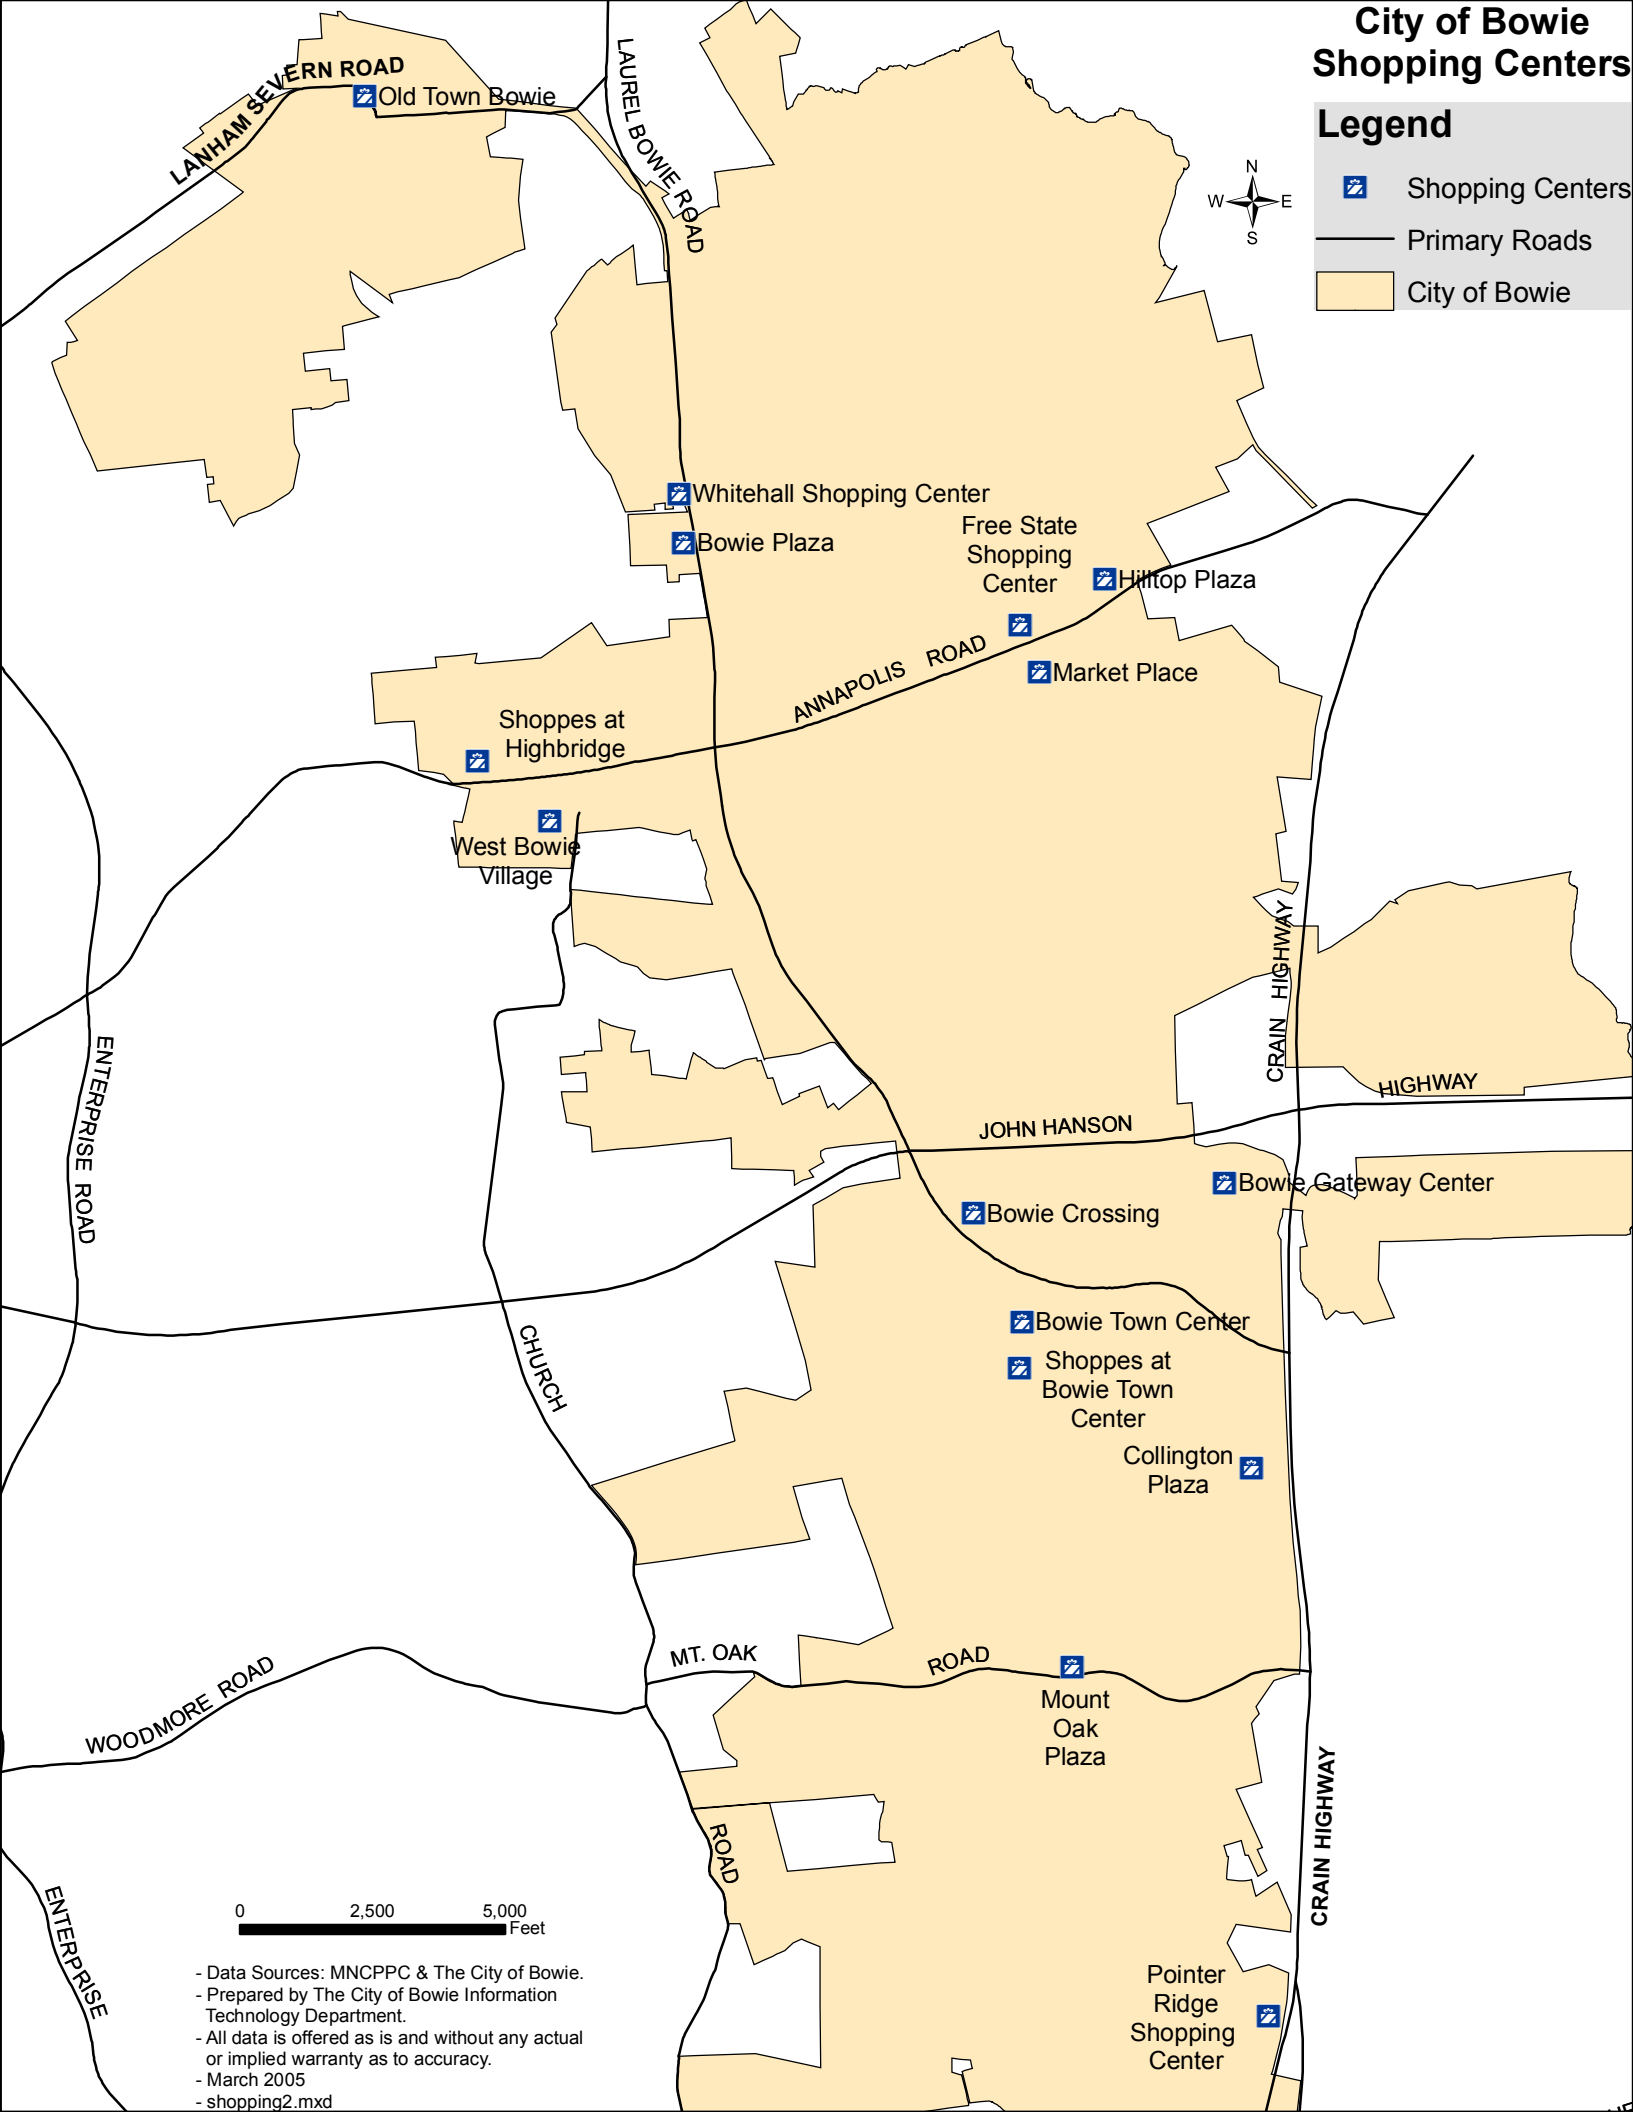 City of Bowie
Shopping Centers
Legend
Shopping Centers
Primary Roads
City of Bowie
N
W
E
S
LANHAM SEVERN ROAD
Old Town Bowie
LAUREL BOWIE ROAD
Whitehall Shopping Center
Bowie Plaza
Free State
Shopping
Center
Hilltop Plaza
ANNAPOLIS ROAD
Market Place
Shoppes at
Highbridge
West Bowie
Village
CRAIN HIGHWAY
ENTERPRISE ROAD
JOHN HANSON
HIGHWAY
Bowie Gateway Center
Bowie Crossing
Bowie Town Center
Shoppes at
Bowie Town
Center
CHURCH
Collington
Plaza
MT. OAK
ROAD
Mount
Oak
Plaza
WOODMORE ROAD
CRAIN HIGHWAY
ROAD
ENTERPRISE
Pointer
Ridge
Shopping
Center
0
2,500
5,000
Feet
- Data Sources: MNCPPC & The City of Bowie.
- Prepared by The City of Bowie Information
Technology Department.
- All data is offered as is and without any actual
or implied warranty as to accuracy.
- March 2005
- shopping2.mxd